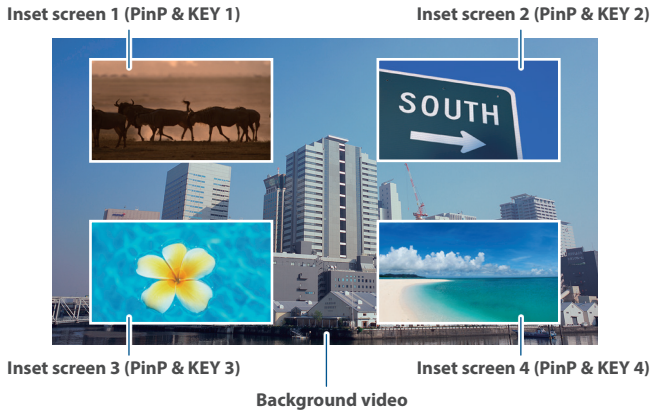 Inset screen 1 (PinP & KEY 1)
Inset screen 2 (PinP & KEY 2)
SOUTH
Inset screen 3 (PinP & KEY 3)
Inset screen 4 (PinP & KEY 4)
Background video